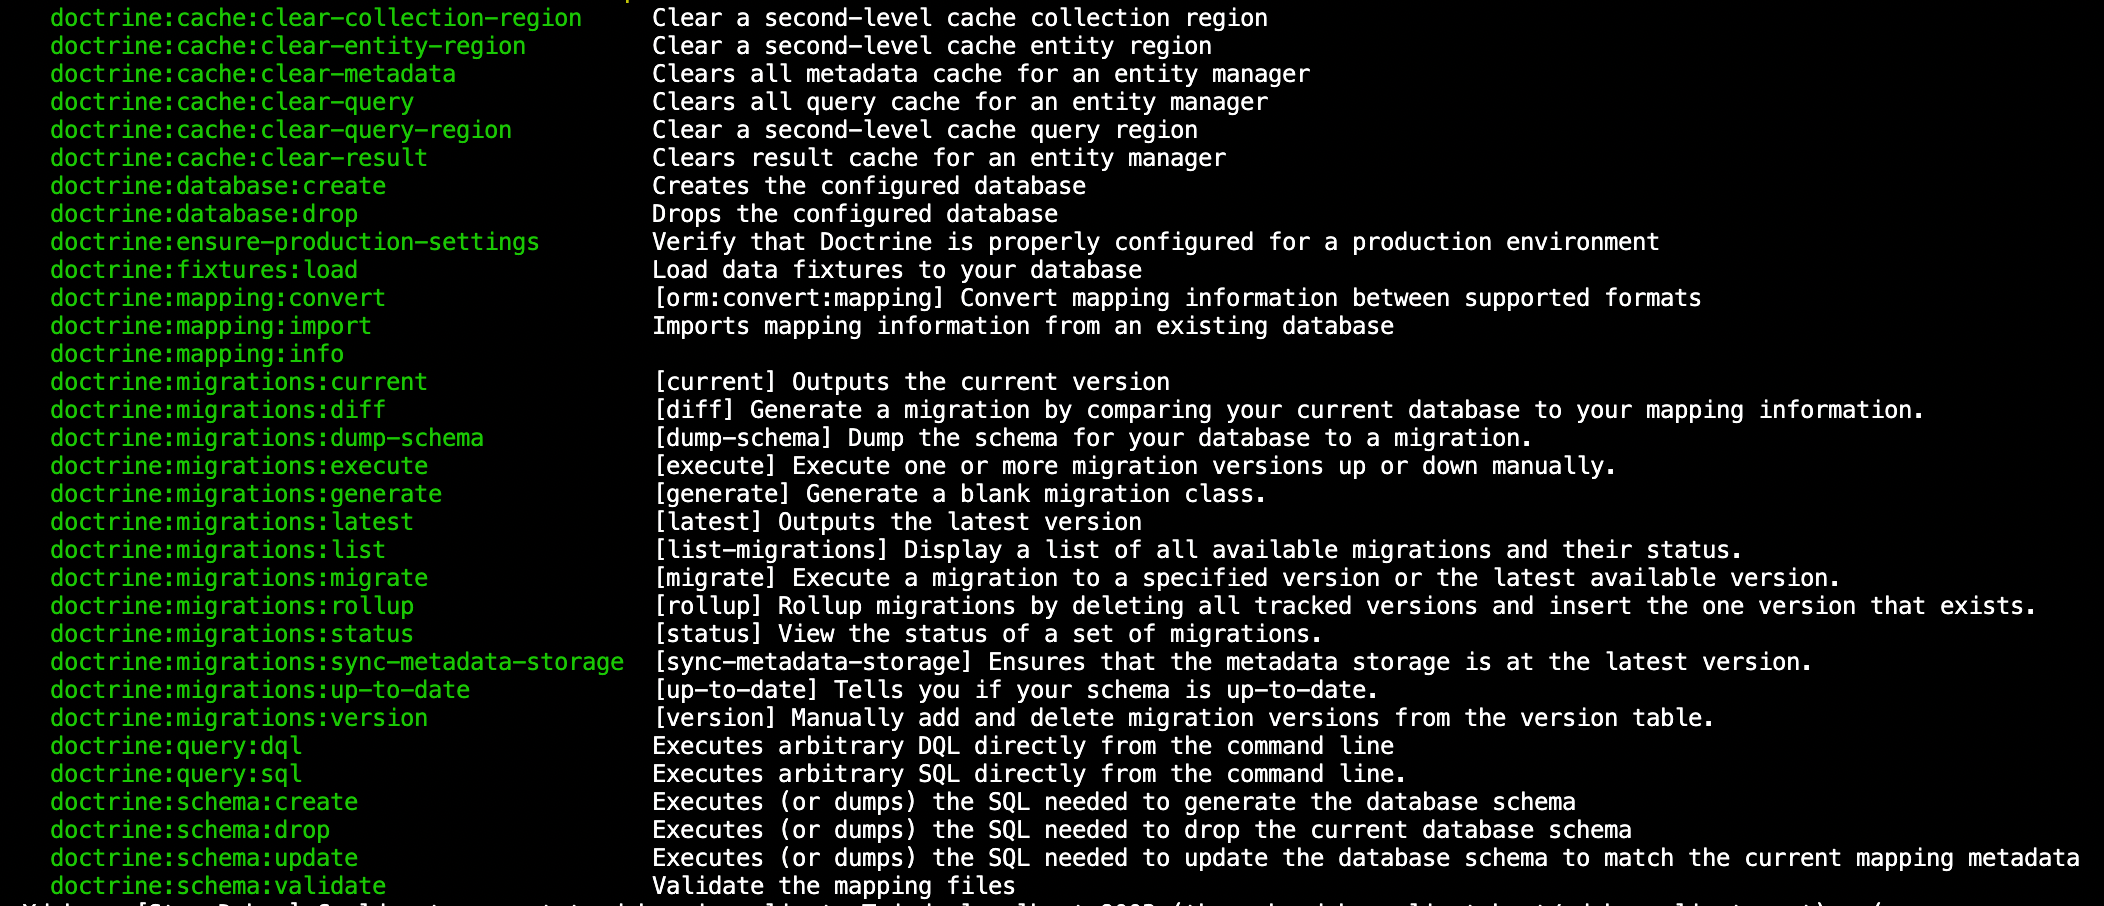 doctrine:cache:clear-collection-region Clear a second-level cache collection region
doctrine:cache:clear-entity-region Clear a second-level cache entity region
doctrine:cache:clear-metadata Clears all metadata cache for an entity manager
doctrine:cache:clear-query Clears all query cache for an entity manager
doctrine:cache:clear-query-region Clear a second-level cache query region
doctrine:cache:clear-result Clears result cache for an entity manager
doctrine:database:create Creates the configured database
doctrine:database:drop Drops the configured database
doctrine:ensure-production-settings Verify that Doctrine is properly configured for a production environment
doctrine:fixtures:load Load data fixtures to your database
doctrine:mapping:convert [orm:convert:mapping] Convert mapping information between supported formats
doctrine:mapping:import Imports mapping information from an existing database
doctrine:mapping:info
doctrine:migrations:current [current] Outputs the current version
doctrine:migrations:diff [diff] Generate a migration by comparing your current database to your mapping information.
doctrine:migrations:dump-schema [dump-schema] Dump the schema for your database to a migration.
doctrine:migrations:execute [execute] Execute one or more migration versions up or down manually.
doctrine:migrations:generate [generate] Generate a blank migration class.
doctrine:migrations:latest [latest] Outputs the latest version
doctrine:migrations:list [list-migrations] Display a list of all available migrations and their status.
doctrine:migrations:migrate [migrate] Execute a migration to a specified version or the latest available version.
doctrine:migrations:rollup [rollup] Rollup migrations by deleting all tracked versions and insert the one version that exists.
doctrine:migrations:status [status] View the status of a set of migrations.
doctrine:migrations:sync-metadata-storage [sync-metadata-storage] Ensures that the metadata storage is at the latest version.
doctrine:migrations:up-to-date [up-to-date] Tells you if your schema is up-to-date.
doctrine:migrations:version [version] Manually add and delete migration versions from the version table.
doctrine:query:dql Executes arbitrary DQL directly from the command line
doctrine:query:sql Executes arbitrary SQL directly from the command line.
doctrine:schema:create Executes (or dumps) the SQL needed to generate the database schema
doctrine:schema:drop Executes (or dumps) the SQL needed to drop the current database schema
doctrine:schema:update Executes (or dumps) the SQL needed to update the database schema to match the current mapping metadata
doctrine:schema:validate Validate the mapping files